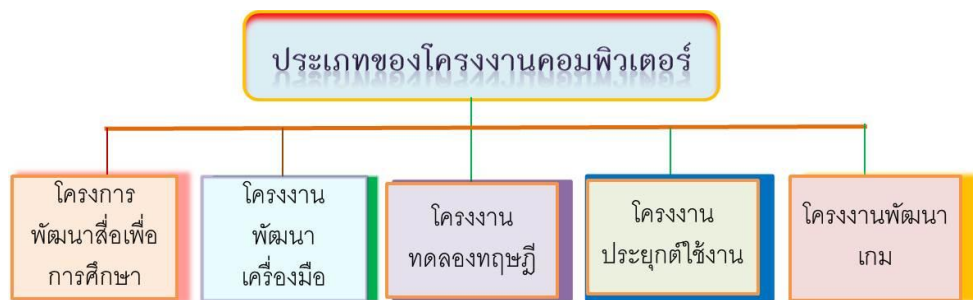 ประเภทของโครงงานคอมพิวเตอร์
โครงการ
พัฒนาสื่อเพื่อ
การศึกษา
โครงงาน
พัฒนา
เครื่องมือ
โครงงาน
ทดลองทฤษฎี
โครงงาน
ประยุกต์ใช้งาน
โครงงานพัฒนา
เกม